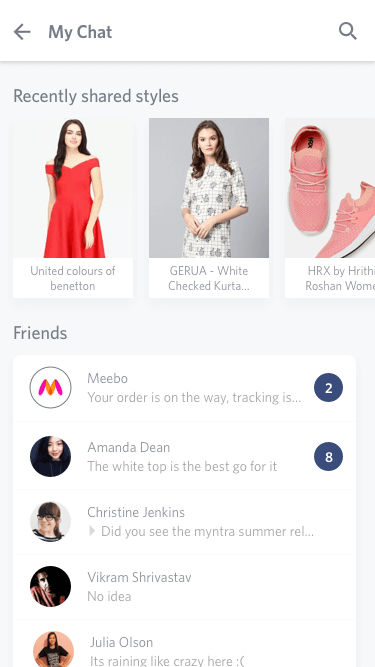 My Chat
Recently shared styles
United colours of
benetton
GERUA - White
Checked Kurta...
HRX by Hrithi
Roshan Wome
Friends
Meebo
Your order is on the way, tracking is...
2
Amanda Dean
The white top is the best go for it
8
Christine Jenkins
Did you see the myntra summer rel...
Vikram Shrivastav
No idea
Julia Olson
Its raining like crazy here :(